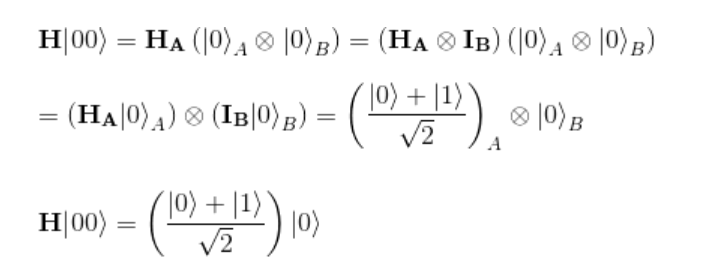 H|00⟩ = H_A (|0⟩_A ⊗ |0⟩_B) = (H_A ⊗ I_B) (|0⟩_A ⊗ |0⟩_B)
= (H_A|0⟩_A) ⊗ (I_B|0⟩_B) = ((|0⟩ + |1⟩)/√2)_A ⊗ |0⟩_B
H|00⟩ = ((|0⟩ + |1⟩)/√2) |0⟩